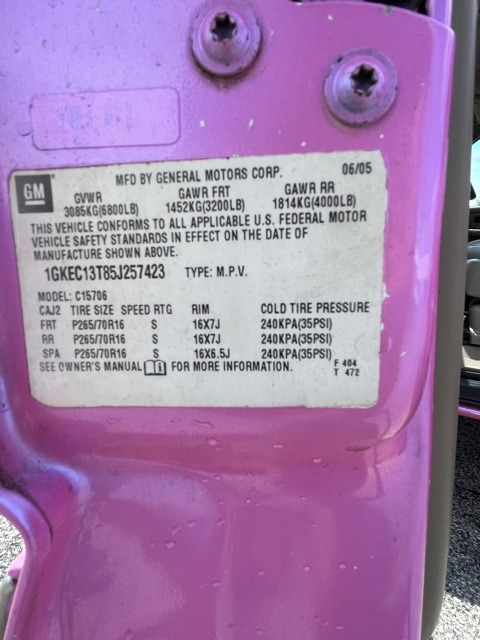 MFD BY GENERAL MOTORS CORP. 06/05
GM
GVWR GAWR FRT GAWR RR
3085KG(6800LB) 1452KG(3200LB) 1814KG(4000LB)
THIS VEHICLE CONFORMS TO ALL APPLICABLE U.S. FEDERAL MOTOR
VEHICLE SAFETY STANDARDS IN EFFECT ON THE DATE OF
MANUFACTURE SHOWN ABOVE.
1GKEC13T85J257423 TYPE: M.P.V.
MODEL: C15706
CAJ2 TIRE SIZE SPEED RTG RIM COLD TIRE PRESSURE
FRT P265/70R16 S 16X7J 240KPA(35PSI)
RR P265/70R16 S 16X7J 240KPA(35PSI)
SPA P265/70R16 S 16X6.5J 240KPA(35PSI)
SEE OWNER'S MANUAL FOR MORE INFORMATION.
F 404
T 472